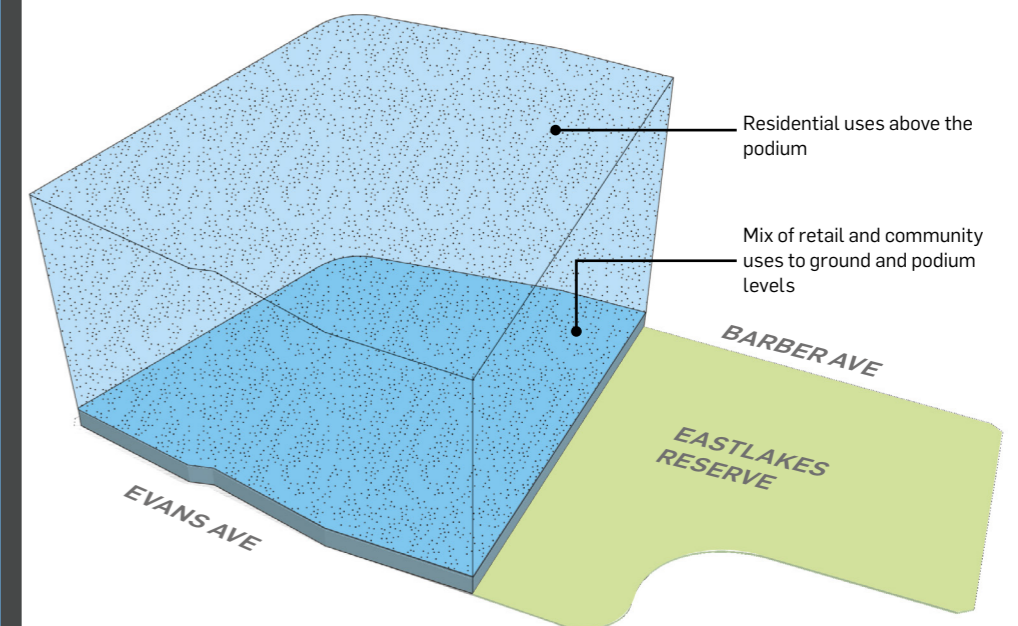 Residential uses above the
podium
Mix of retail and community
uses to ground and podium
levels
BARBER AVE
EASTLAKES
RESERVE
EVANS AVE